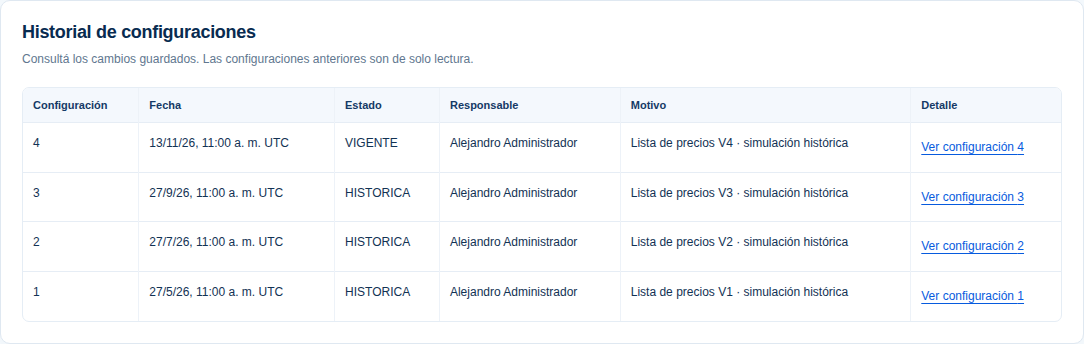 Historial de configuraciones
Consultá los cambios guardados. Las configuraciones anteriores son de solo lectura.
Configuración Fecha Estado Responsable Motivo Detalle
4 13/11/26, 11:00 a. m. UTC VIGENTE Alejandro Administrador Lista de precios V4 · simulación histórica Ver configuración 4
3 27/9/26, 11:00 a. m. UTC HISTORICA Alejandro Administrador Lista de precios V3 · simulación histórica Ver configuración 3
2 27/7/26, 11:00 a. m. UTC HISTORICA Alejandro Administrador Lista de precios V2 · simulación histórica Ver configuración 2
1 27/5/26, 11:00 a. m. UTC HISTORICA Alejandro Administrador Lista de precios V1 · simulación histórica Ver configuración 1